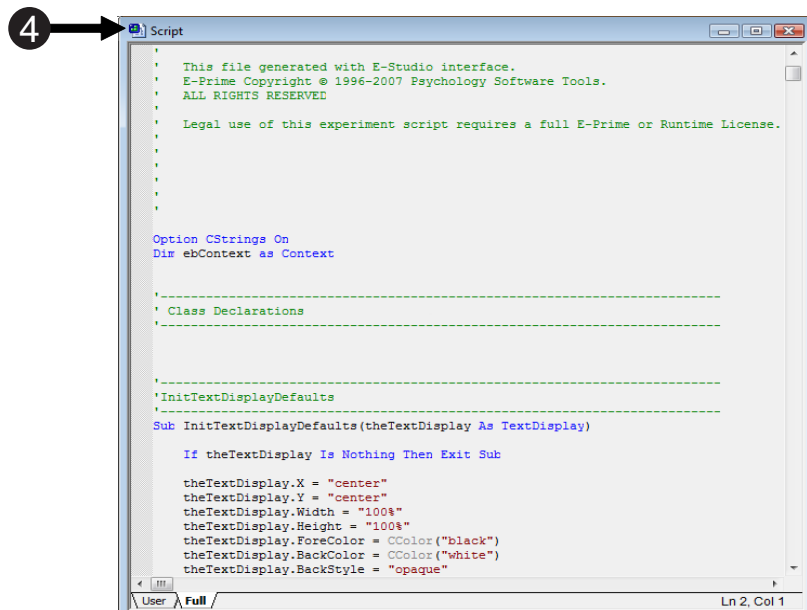 4
Script
'
' This file generated with E-Studio interface.
' E-Prime Copyright © 1996-2007 Psychology Software Tools.
' ALL RIGHTS RESERVED
'
' Legal use of this experiment script requires a full E-Prime or Runtime License.
'
'
'
'
'
'
Option CStrings On
Dim ebContext as Context
'---------------------------------------------------------------------------
' Class Declarations
'---------------------------------------------------------------------------
'---------------------------------------------------------------------------
'InitTextDisplayDefaults
'---------------------------------------------------------------------------
Sub InitTextDisplayDefaults(theTextDisplay As TextDisplay)
If theTextDisplay Is Nothing Then Exit Sub
theTextDisplay.X = "center"
theTextDisplay.Y = "center"
theTextDisplay.Width = "100%"
theTextDisplay.Height = "100%"
theTextDisplay.ForeColor = CColor("black")
theTextDisplay.BackColor = CColor("white")
theTextDisplay.BackStyle = "opaque"
User Full Ln 2, Col 1